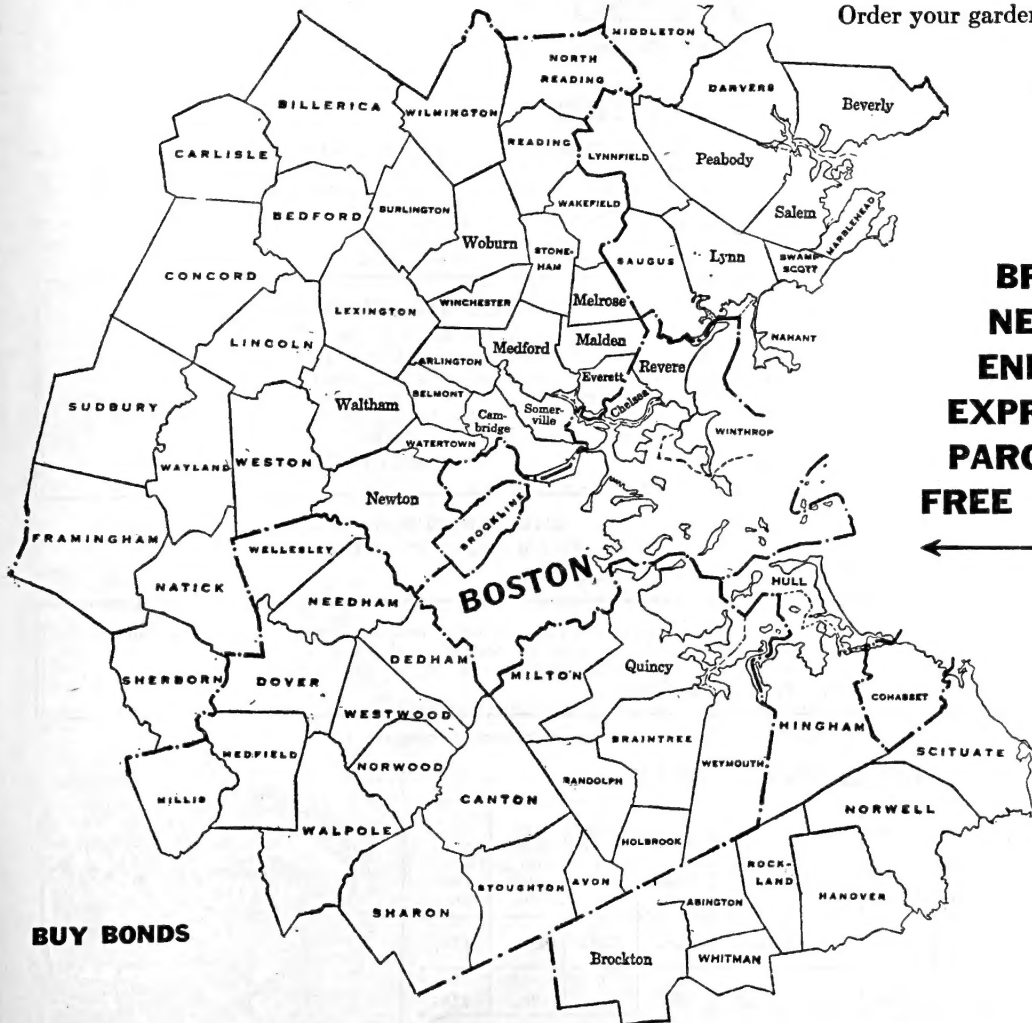 Order your garden
MIDDLETON
NORTH
READING
DANVERS
Beverly
BILLERICA
WILMINGTON
CARLISLE
READING
LYNNFIELD
Peabody
BEDFORD
BURLINGTON
WAKEFIELD
Salem
MARBLEHEAD
Woburn
STONE-
HAM
SAUGUS
Lynn
SWAMP-
SCOTT
CONCORD
WINCHESTER
Melrose
LEXINGTON
LINCOLN
Medford
Malden
NAHANT
ARLINGTON
Everett
Revere
SUDBURY
Waltham
BELMONT
Cam-
bridge
Somer-
ville
Chelsea
WINTHROP
WATERTOWN
WAYLAND
WESTON
Newton
BROOKLINE
FREE
FRAMINGHAM
WELLESLEY
BOSTON
NATICK
NEEDHAM
HULL
DEDHAM
MILTON
Quincy
SHERBORN
DOVER
COHASSET
WESTWOOD
HINGHAM
MEDFIELD
BRAINTREE
SCITUATE
NORWOOD
WEYMOUTH
MILLIS
CANTON
RANDOLPH
NORWELL
WALPOLE
HOLBROOK
ROCK-
LAND
STOUGHTON
AVON
HANOVER
SHARON
ABINGTON
BUY BONDS
Brockton
WHITMAN